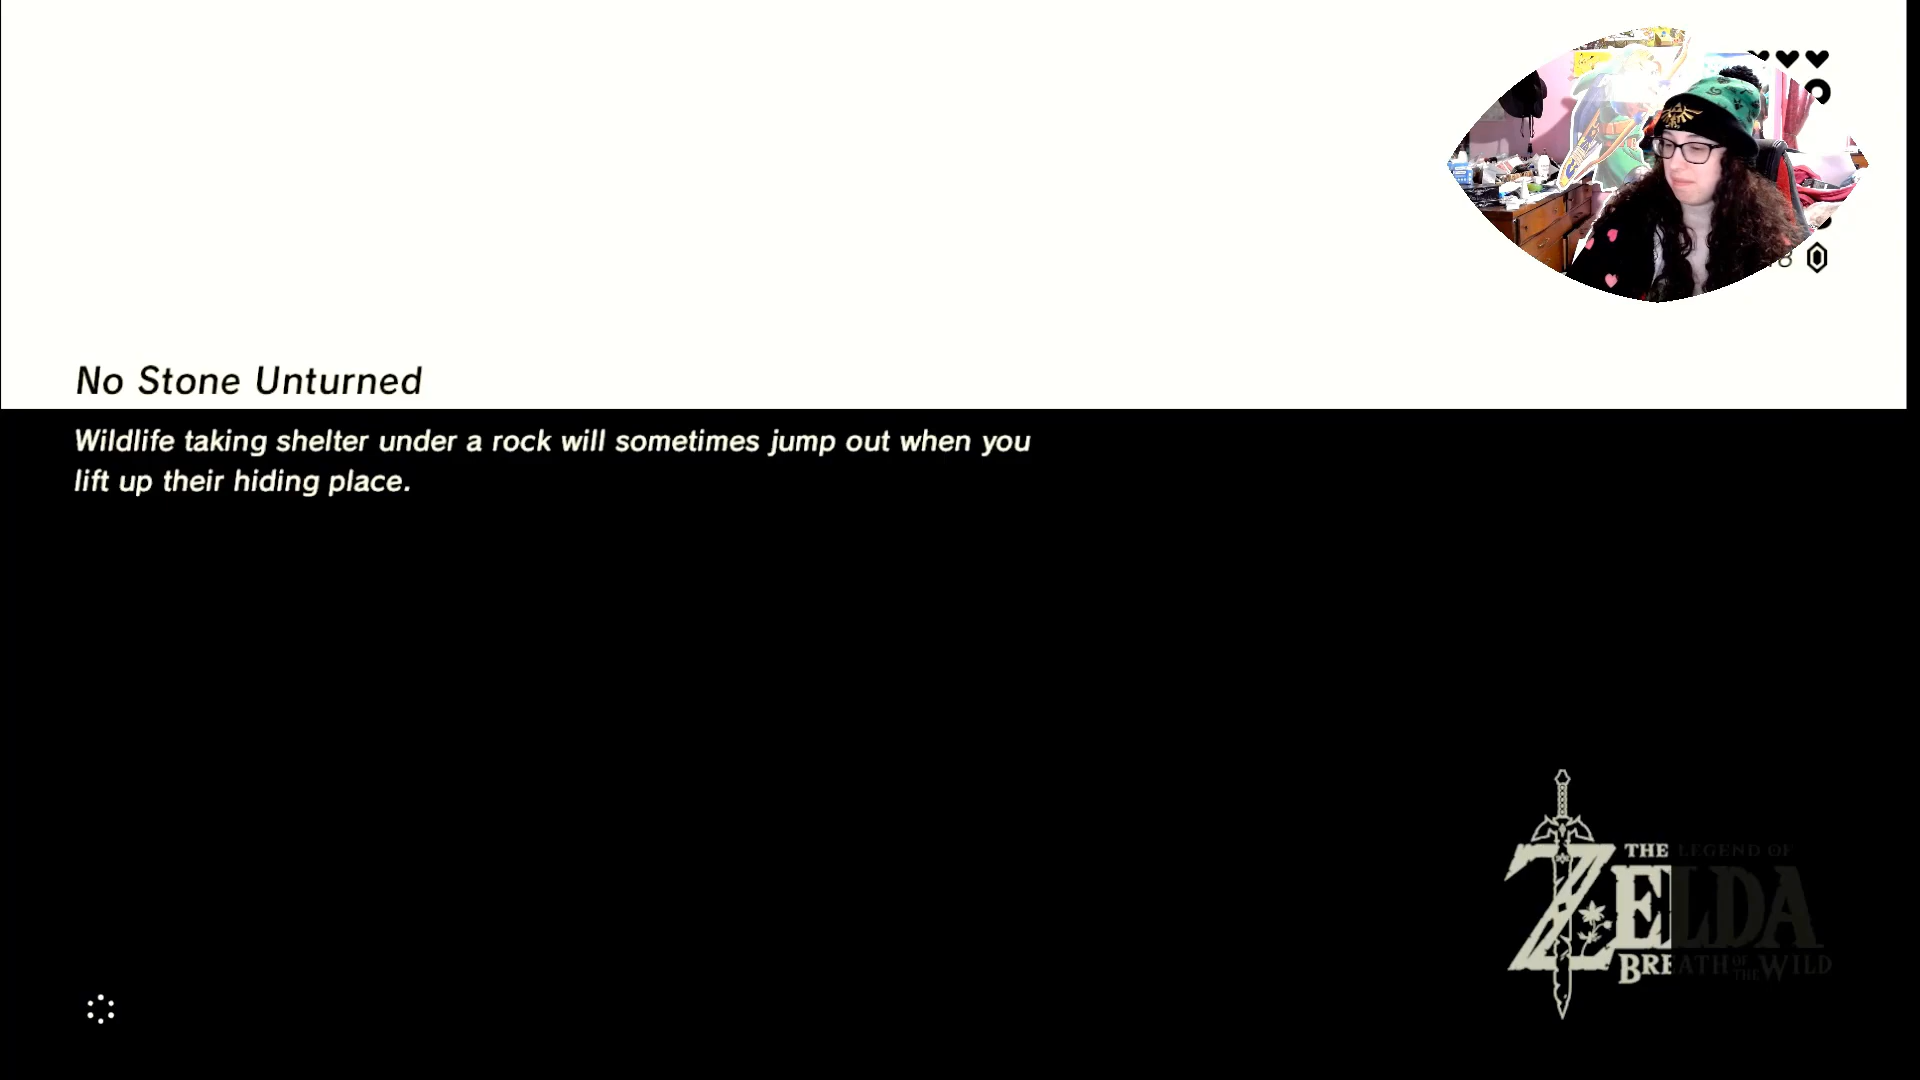 No Stone Unturned
Wildlife taking shelter under a rock will sometimes jump out when you
lift up their hiding place.
THE LEGEND OF
ZELDA
BREATH OF THE WILD